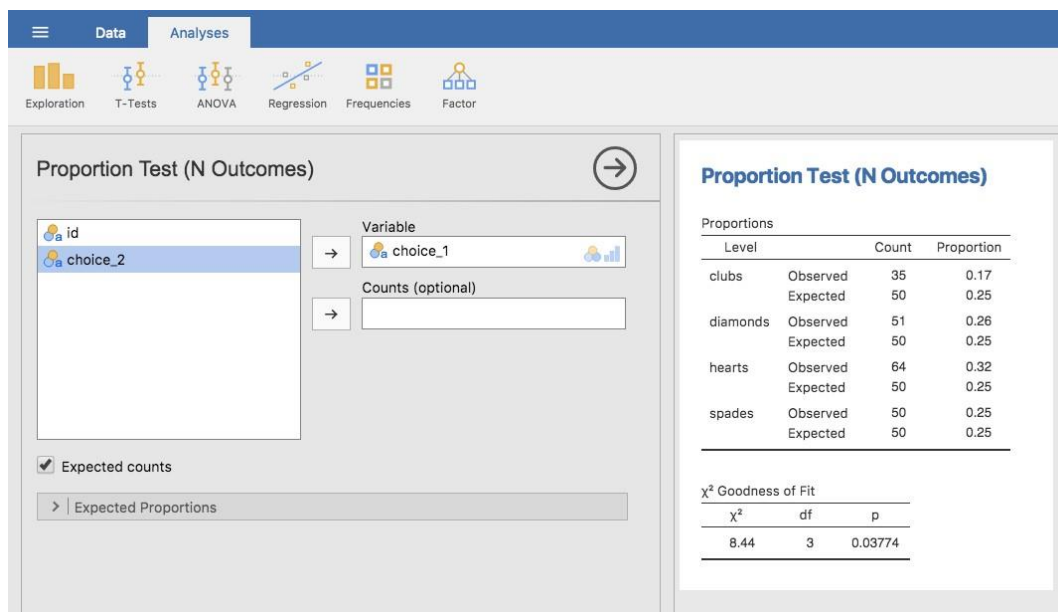 Data Analyses
Exploration T-Tests ANOVA Regression Frequencies Factor
Proportion Test (N Outcomes)
id
choice_2
Variable
choice_1
Counts (optional)
Expected counts
Expected Proportions
Proportion Test (N Outcomes)
Proportions
Level Count Proportion
clubs Observed 35 0.17
Expected 50 0.25
diamonds Observed 51 0.26
Expected 50 0.25
hearts Observed 64 0.32
Expected 50 0.25
spades Observed 50 0.25
Expected 50 0.25
χ² Goodness of Fit
χ² df p
8.44 3 0.03774